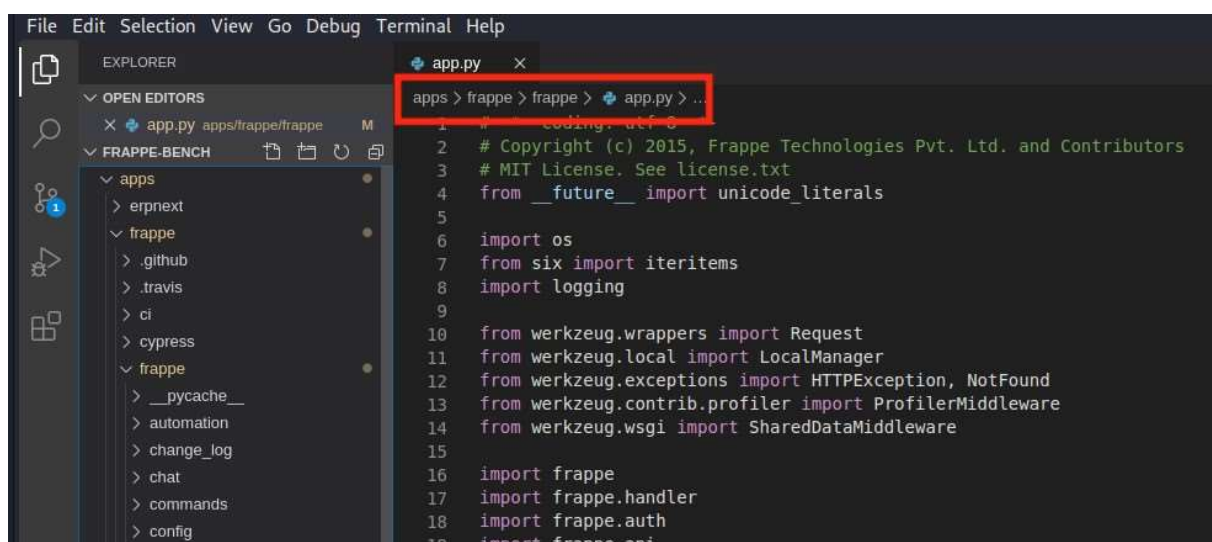 File Edit Selection View Go Debug Terminal Help
EXPLORER
OPEN EDITORS
app.py apps/frappe/frappe M
FRAPPE-BENCH
apps
erpnext
frappe
.github
.travis
ci
cypress
frappe
__pycache__
automation
change_log
chat
commands
config
1
app.py
apps > frappe > frappe > app.py > ...
1 # coding: utf-8
2 # Copyright (c) 2015, Frappe Technologies Pvt. Ltd. and Contributors
3 # MIT License. See license.txt
4 from __future__ import unicode_literals
5
6 import os
7 from six import iteritems
8 import logging
9
10 from werkzeug.wrappers import Request
11 from werkzeug.local import LocalManager
12 from werkzeug.exceptions import HTTPException, NotFound
13 from werkzeug.contrib.profiler import ProfilerMiddleware
14 from werkzeug.wsgi import SharedDataMiddleware
15
16 import frappe
17 import frappe.handler
18 import frappe.auth